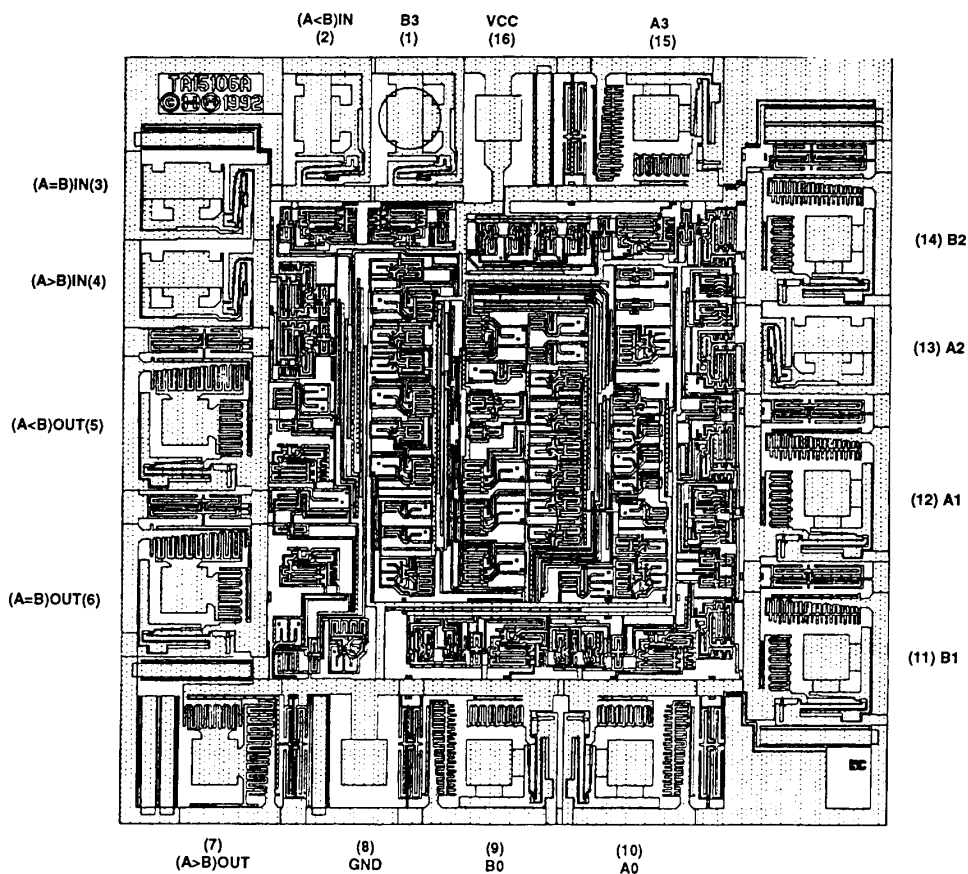 (A<B)IN
(2)
B3
(1)
VCC
(16)
A3
(15)
TA15106A
1992
(A=B)IN(3)
(14) B2
(A>B)IN(4)
(13) A2
(A<B)OUT(5)
(12) A1
(A=B)OUT(6)
(11) B1
(7)
(A>B)OUT
(8)
GND
(9)
B0
(10)
A0